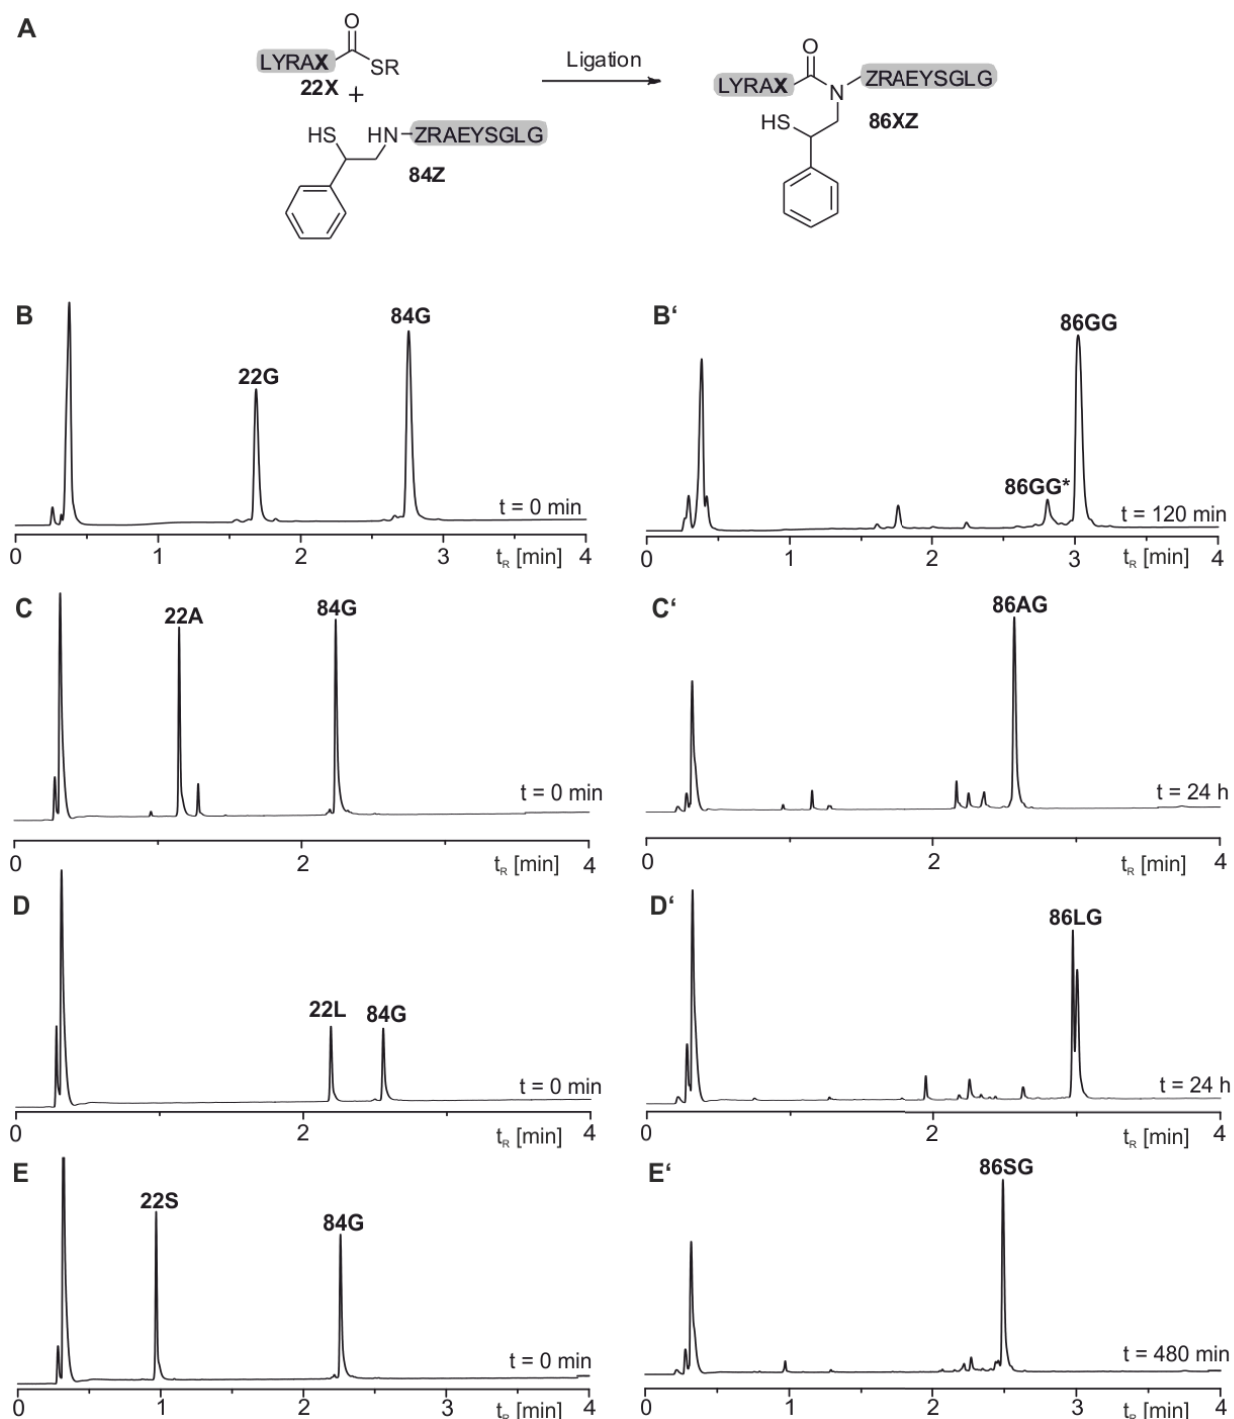 A
O
LYRAX
SR
22X +
Ligation
HS
HN
ZRAEYSGLG
84Z
O
LYRAX
N
ZRAEYSGLG
HS
86XZ
B
22G
84G
t = 0 min
0 1 2 3 4
tR [min]
B‘
86GG
86GG*
t = 120 min
0 1 2 3 4
tR [min]
C
22A
84G
t = 0 min
0 2 4
tR [min]
C‘
86AG
t = 24 h
0 2 4
tR [min]
D
22L
84G
t = 0 min
0 2 4
tR [min]
D‘
86LG
t = 24 h
0 2 4
tR [min]
E
22S
84G
t = 0 min
0 1 2 3 4
tR [min]
E‘
86SG
t = 480 min
0 1 2 3 4
tR [min]